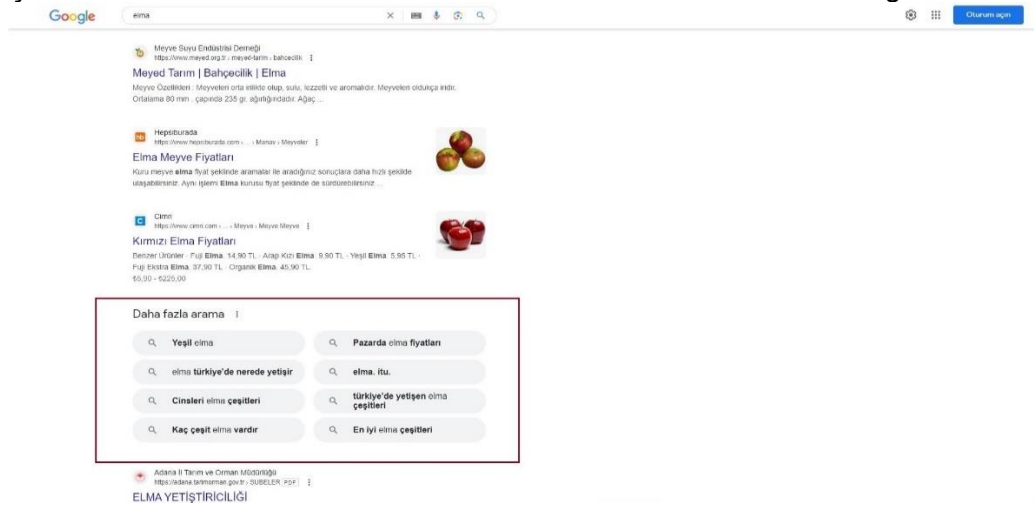 Google
elma
Oturum açın
Meyve Suyu Endüstrisi Derneği
https://www.meyed.org.tr › meyed-tarim › bahcecilik
Meyed Tarım | Bahçecilik | Elma
Meyve Özellikleri : Meyveleri orta irilikte olup, sulu, lezzetli ve aromalıdır. Meyveleri oldukça iridir.
Ortalama 80 mm . çapında 235 gr. ağırlığındadır. Ağaç ...
Hepsiburada
https://www.hepsiburada.com › ... › Manav › Meyveler
Elma Meyve Fiyatları
Kuru meyve elma fiyat şeklinde aramalar ile aradığınız sonuçlara daha hızlı şekilde
ulaşabilirsiniz. Aynı işlemi Elma kurusu fiyat şeklinde de sürdürebilirsiniz ...
Cimri
https://www.cimri.com › ... › Meyve › Meyve Meyve
Kırmızı Elma Fiyatları
Benzer Ürünler · Fuji Elma. 14,90 TL · Arap Kızı Elma. 9,90 TL · Yeşil Elma. 5,95 TL ·
Fuji Ekstra Elma. 37,90 TL · Organik Elma. 45,90 TL.
₺5,90 - ₺225,00
Daha fazla arama
Yeşil elma
Pazarda elma fiyatları
elma türkiye'de nerede yetişir
elma. itu.
Cinsleri elma çeşitleri
türkiye'de yetişen elma
çeşitleri
Kaç çeşit elma vardır
En iyi elma çeşitleri
Adana İl Tarım ve Orman Müdürlüğü
https://adana.tarimorman.gov.tr › SUBELER PDF
ELMA YETİŞTİRİCİLİĞİ